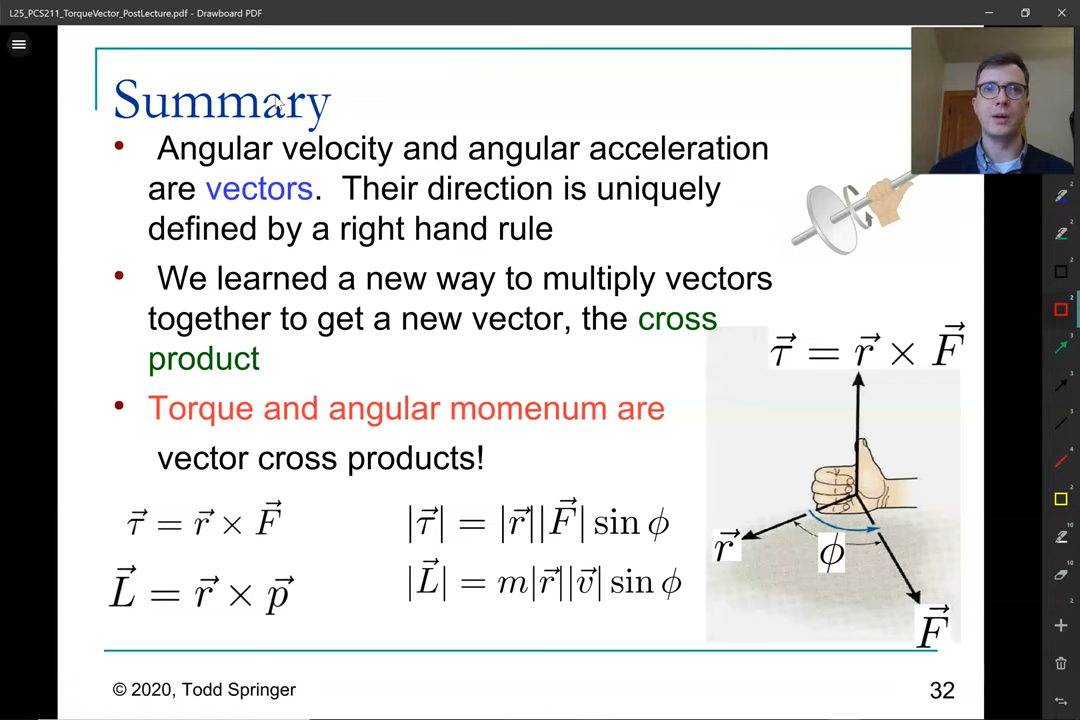 L25_PCS211_TorqueVector_PostLecture.pdf - Drawboard PDF
Summary
• Angular velocity and angular acceleration
are vectors. Their direction is uniquely
defined by a right hand rule
• We learned a new way to multiply vectors
together to get a new vector, the cross
product
τ⃗ = r⃗ × F⃗
• Torque and angular momenum are
vector cross products!
τ⃗ = r⃗ × F⃗
|τ⃗| = |r⃗||F⃗| sin ϕ
L⃗ = r⃗ × p⃗
|L⃗| = m|r⃗||v⃗| sin ϕ
r⃗
ϕ
F⃗
© 2020, Todd Springer
32